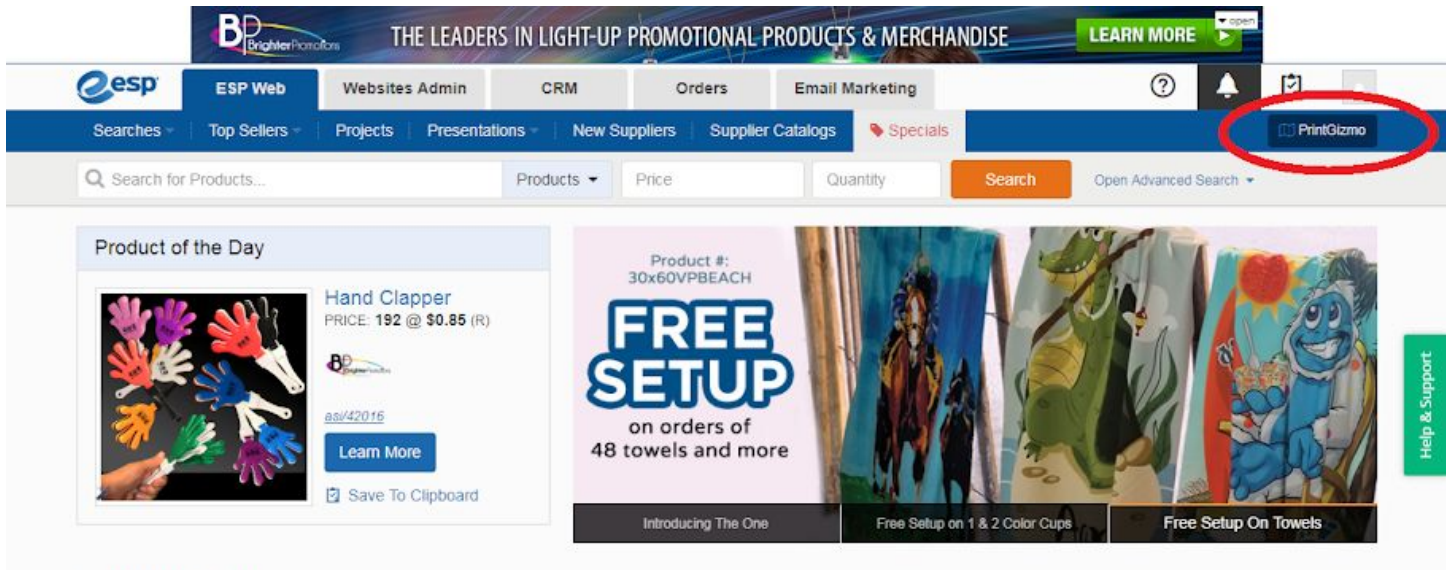 BP
BrighterPromotions
THE LEADERS IN LIGHT-UP PROMOTIONAL PRODUCTS & MERCHANDISE
LEARN MORE
open
esp
ESP Web
Websites Admin
CRM
Orders
Email Marketing
?
Searches
Top Sellers
Projects
Presentations
New Suppliers
Supplier Catalogs
Specials
PrintGizmo
Search for Products...
Products
Price
Quantity
Search
Open Advanced Search
Product of the Day
Product #:
30x60VPBEACH
FREE
SETUP
on orders of
48 towels and more
Hand Clapper
PRICE: 192 @ $0.85 (R)
BP
asi/42016
Learn More
Save To Clipboard
Introducing The One
Free Setup on 1 & 2 Color Cups
Free Setup On Towels
Help & Support